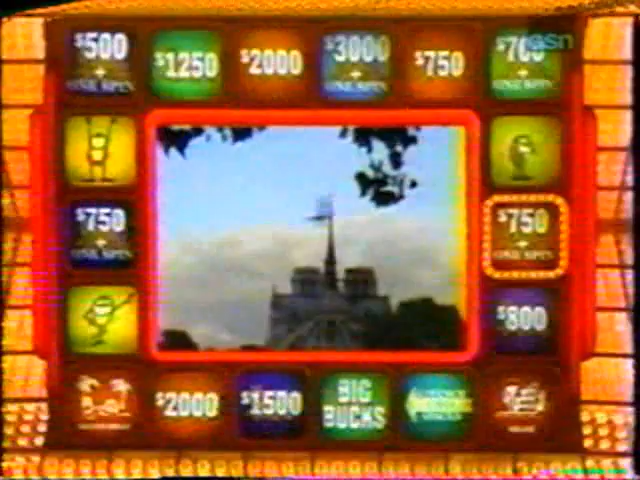 $500
+
ONE SPIN
$1250
$2000
$3000
+
ONE SPIN
$750
$700
+
ONE SPIN
gsn
$750
+
ONE SPIN
$750
+
ONE SPIN
$800
$2000
$1500
BIG
BUCKS